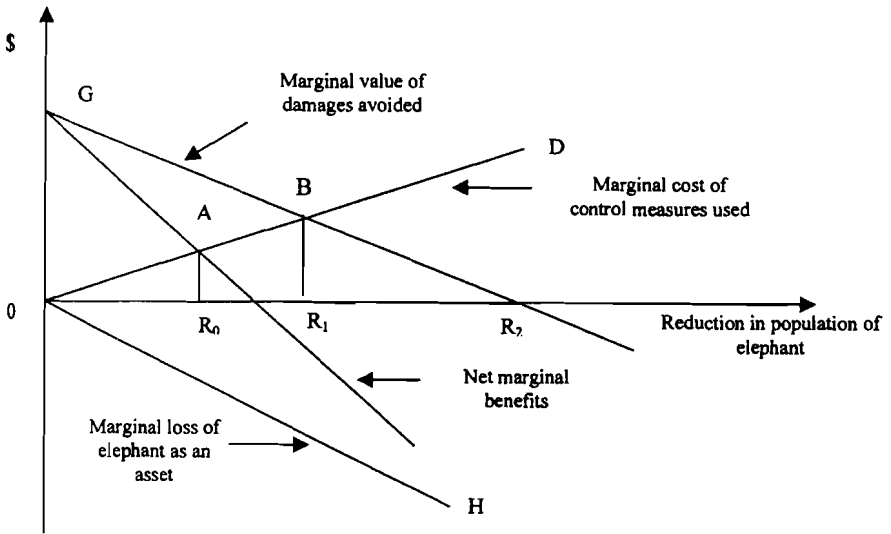 $
G
Marginal value of
damages avoided
D
B
Marginal cost of
control measures used
A
0
R₀
R₁
R₂
Reduction in population of
elephant
Net marginal
benefits
Marginal loss of
elephant as an
asset
H